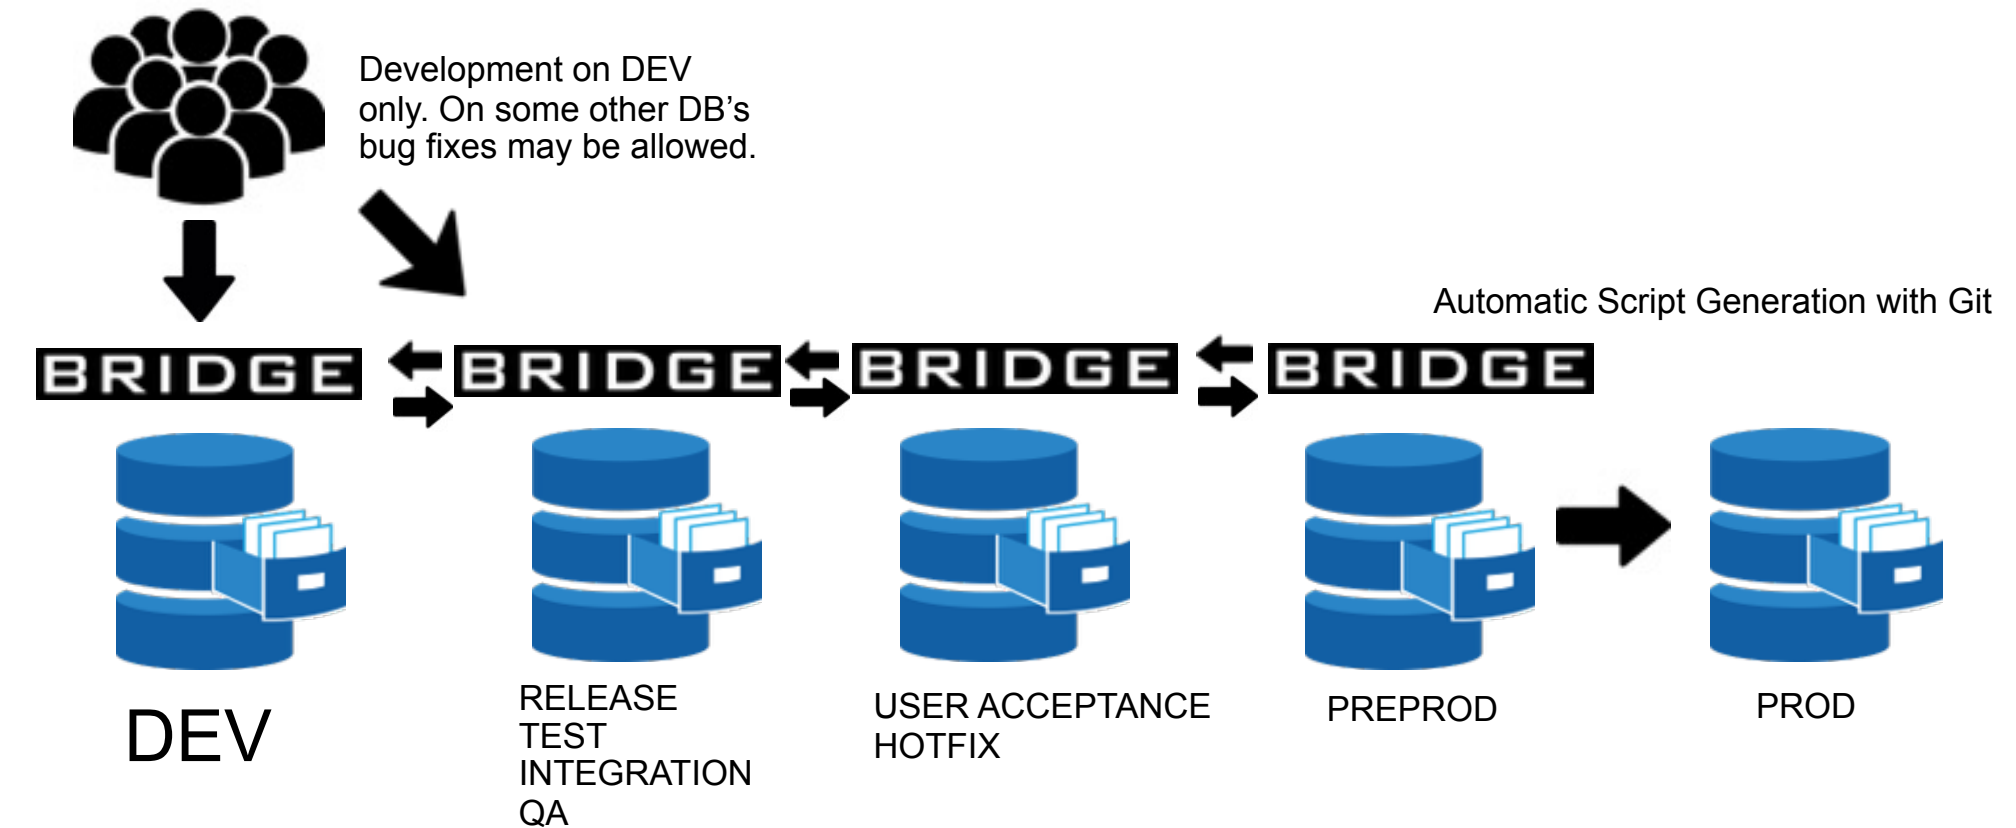 Development on DEV
only. On some other DB’s
bug fixes may be allowed.
Automatic Script Generation with Git
BRIDGE
BRIDGE
BRIDGE
BRIDGE
DEV
RELEASE
TEST
INTEGRATION
QA
USER ACCEPTANCE
HOTFIX
PREPROD
PROD